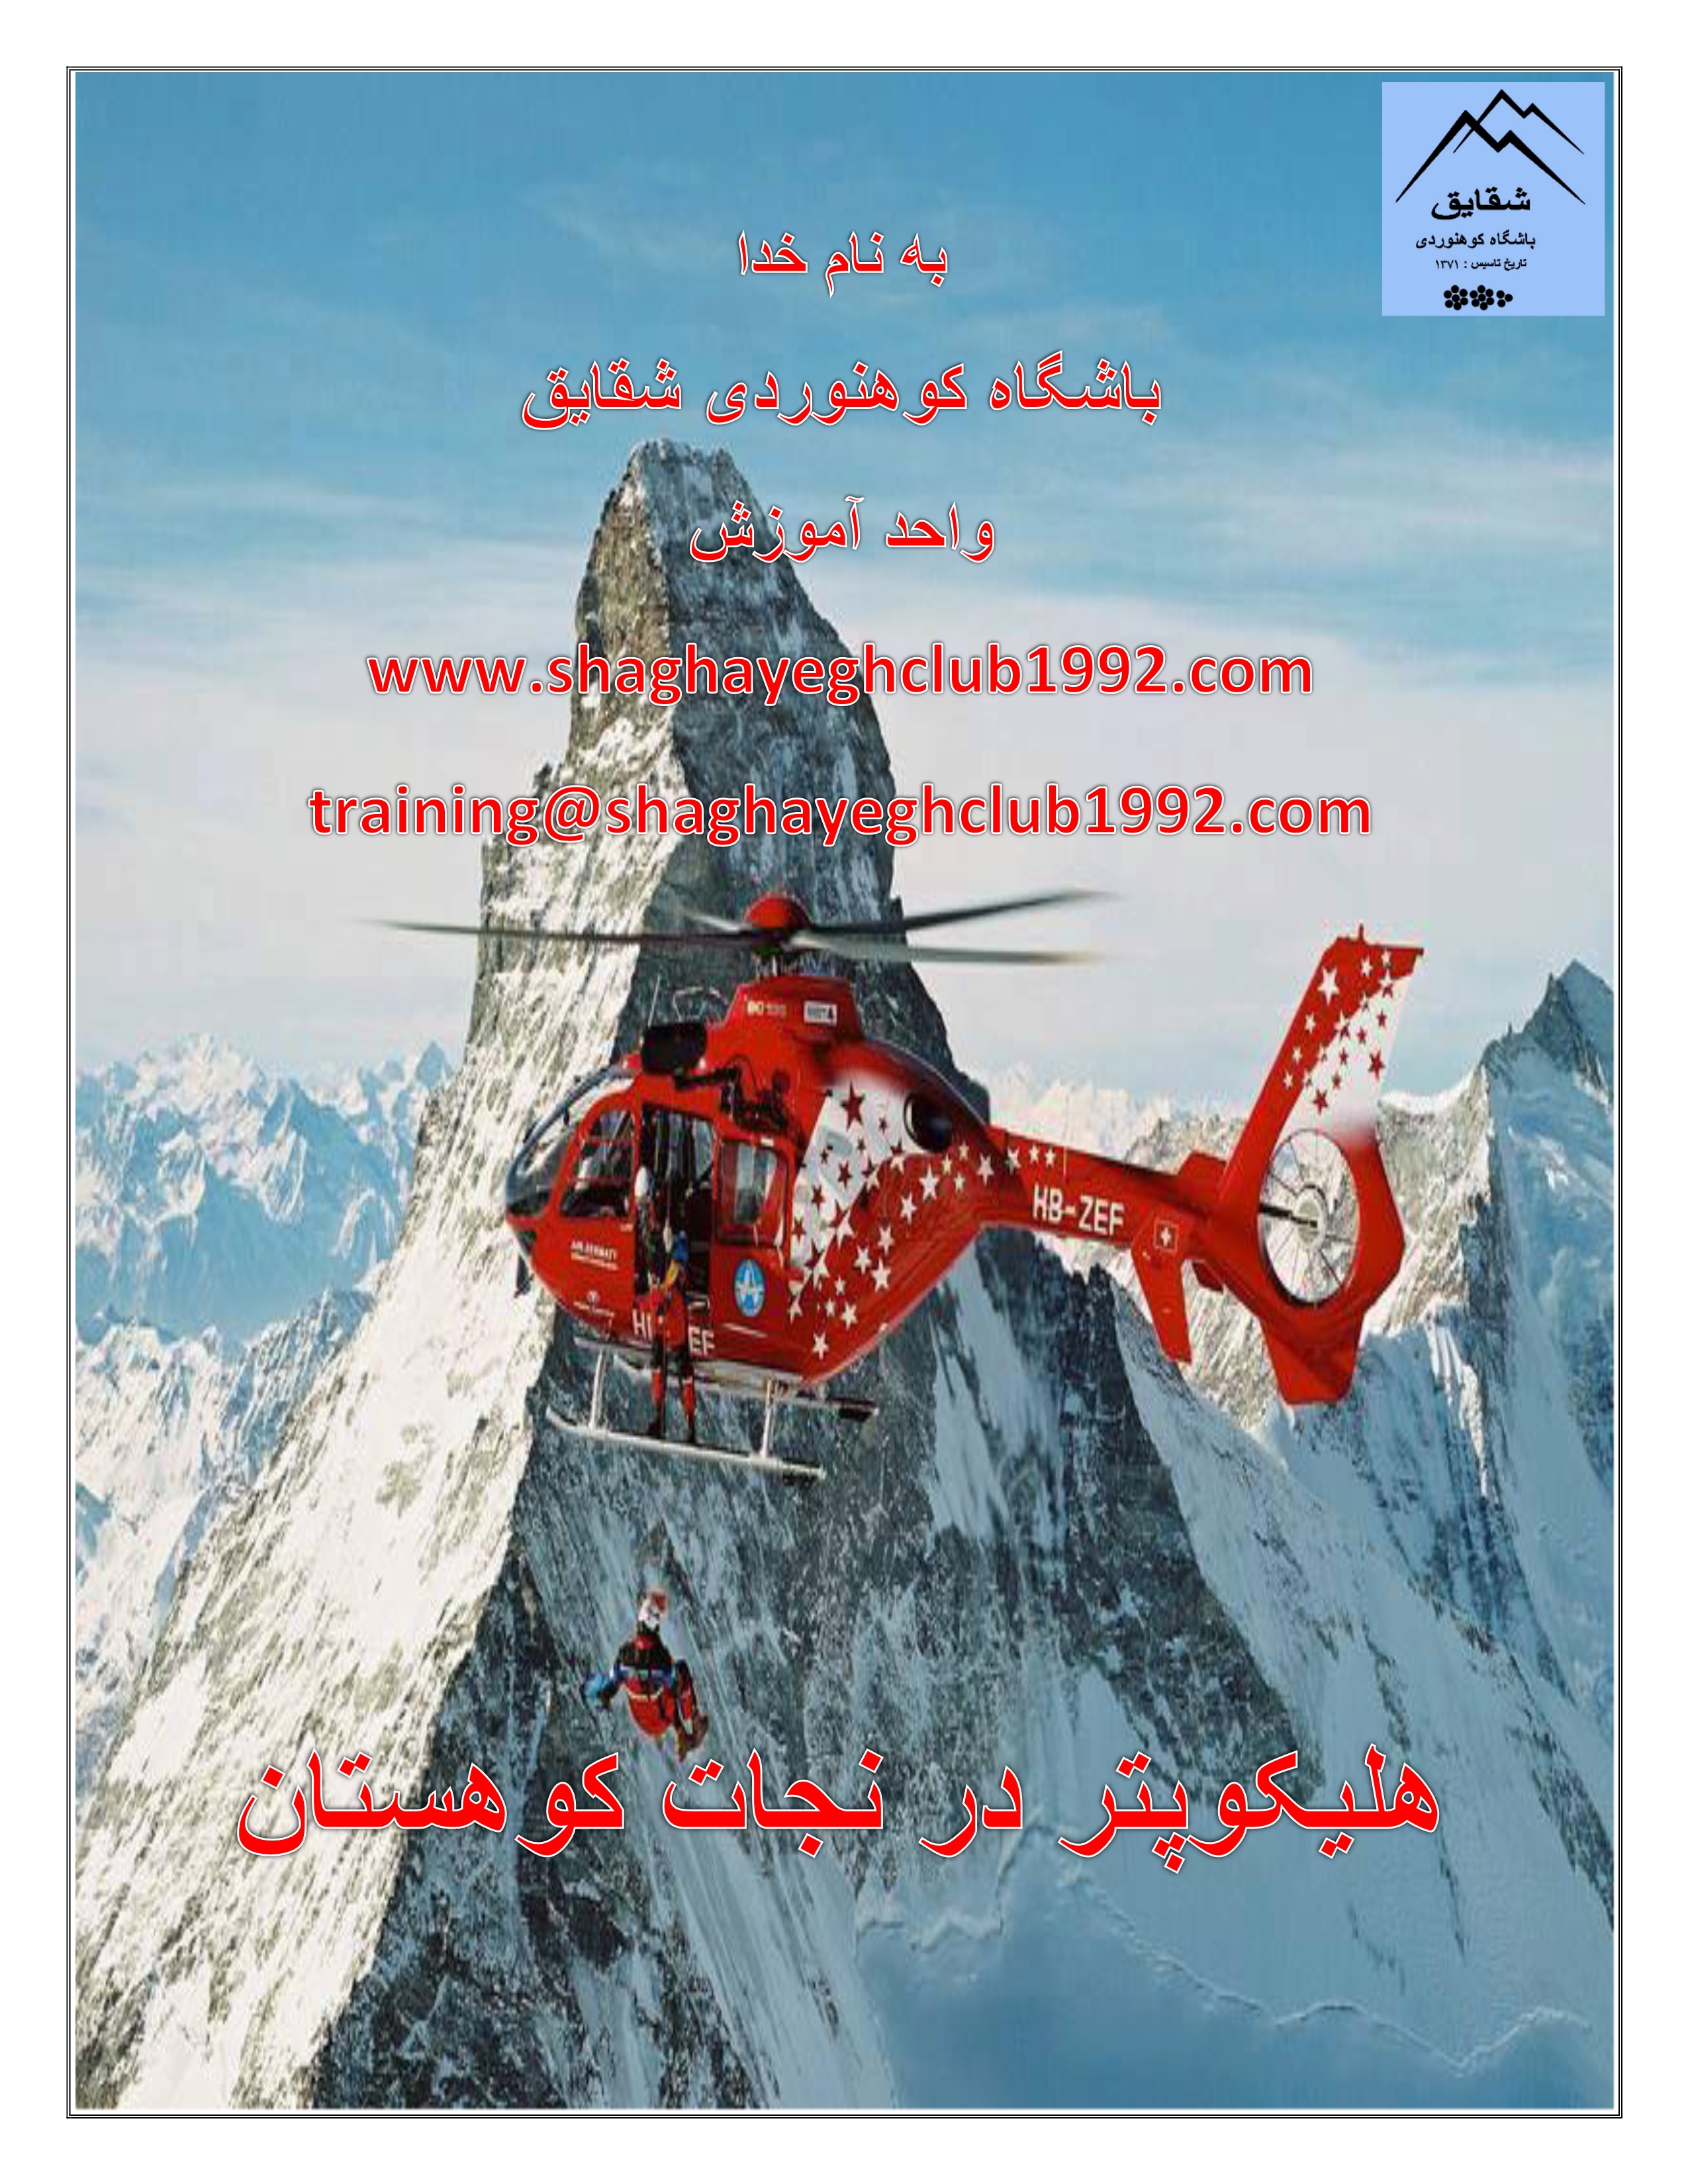 شقایق
باشگاه کوهنوردی
تاریخ تاسیس : ۱۳۷۱
به نام خدا
باشگاه کوهنوردی شقایق
واحد آموزش
www.shaghayeghclub1992.com
training@shaghayeghclub1992.com
HB-ZEF
هلیکوپتر در نجات کوهستان